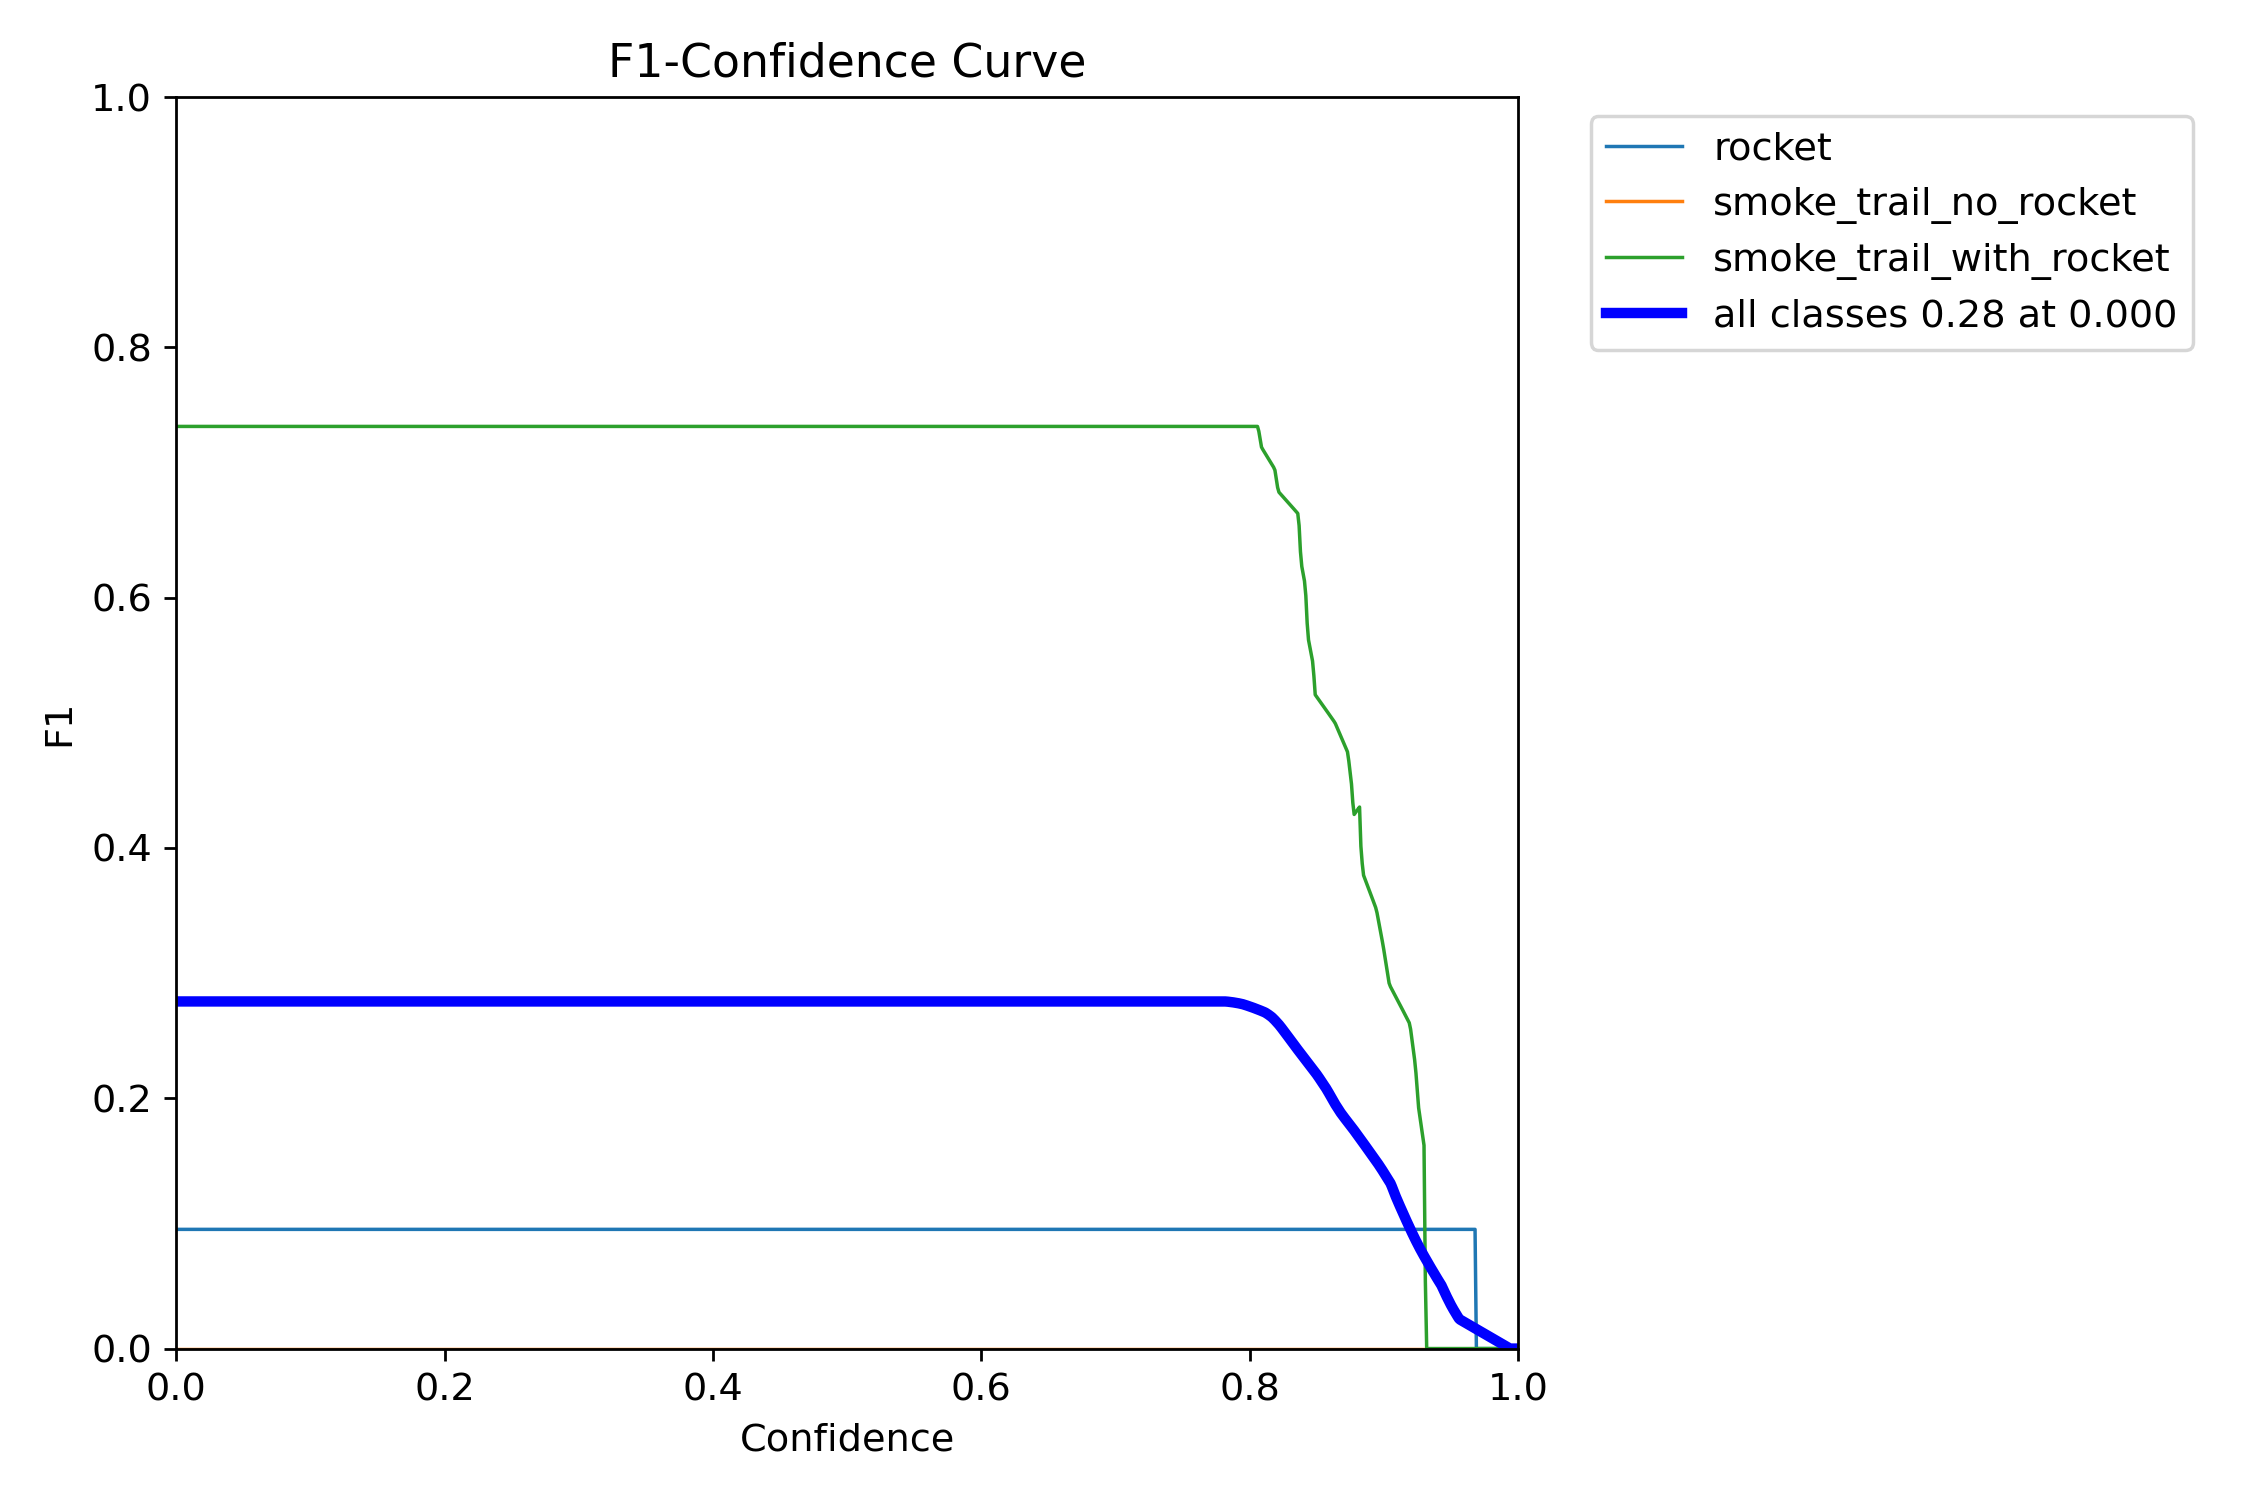 F1-Confidence Curve
1.0
0.8
0.6
0.4
0.2
0.0
F1
0.0 0.2 0.4 0.6 0.8 1.0
Confidence
rocket
smoke_trail_no_rocket
smoke_trail_with_rocket
all classes 0.28 at 0.000